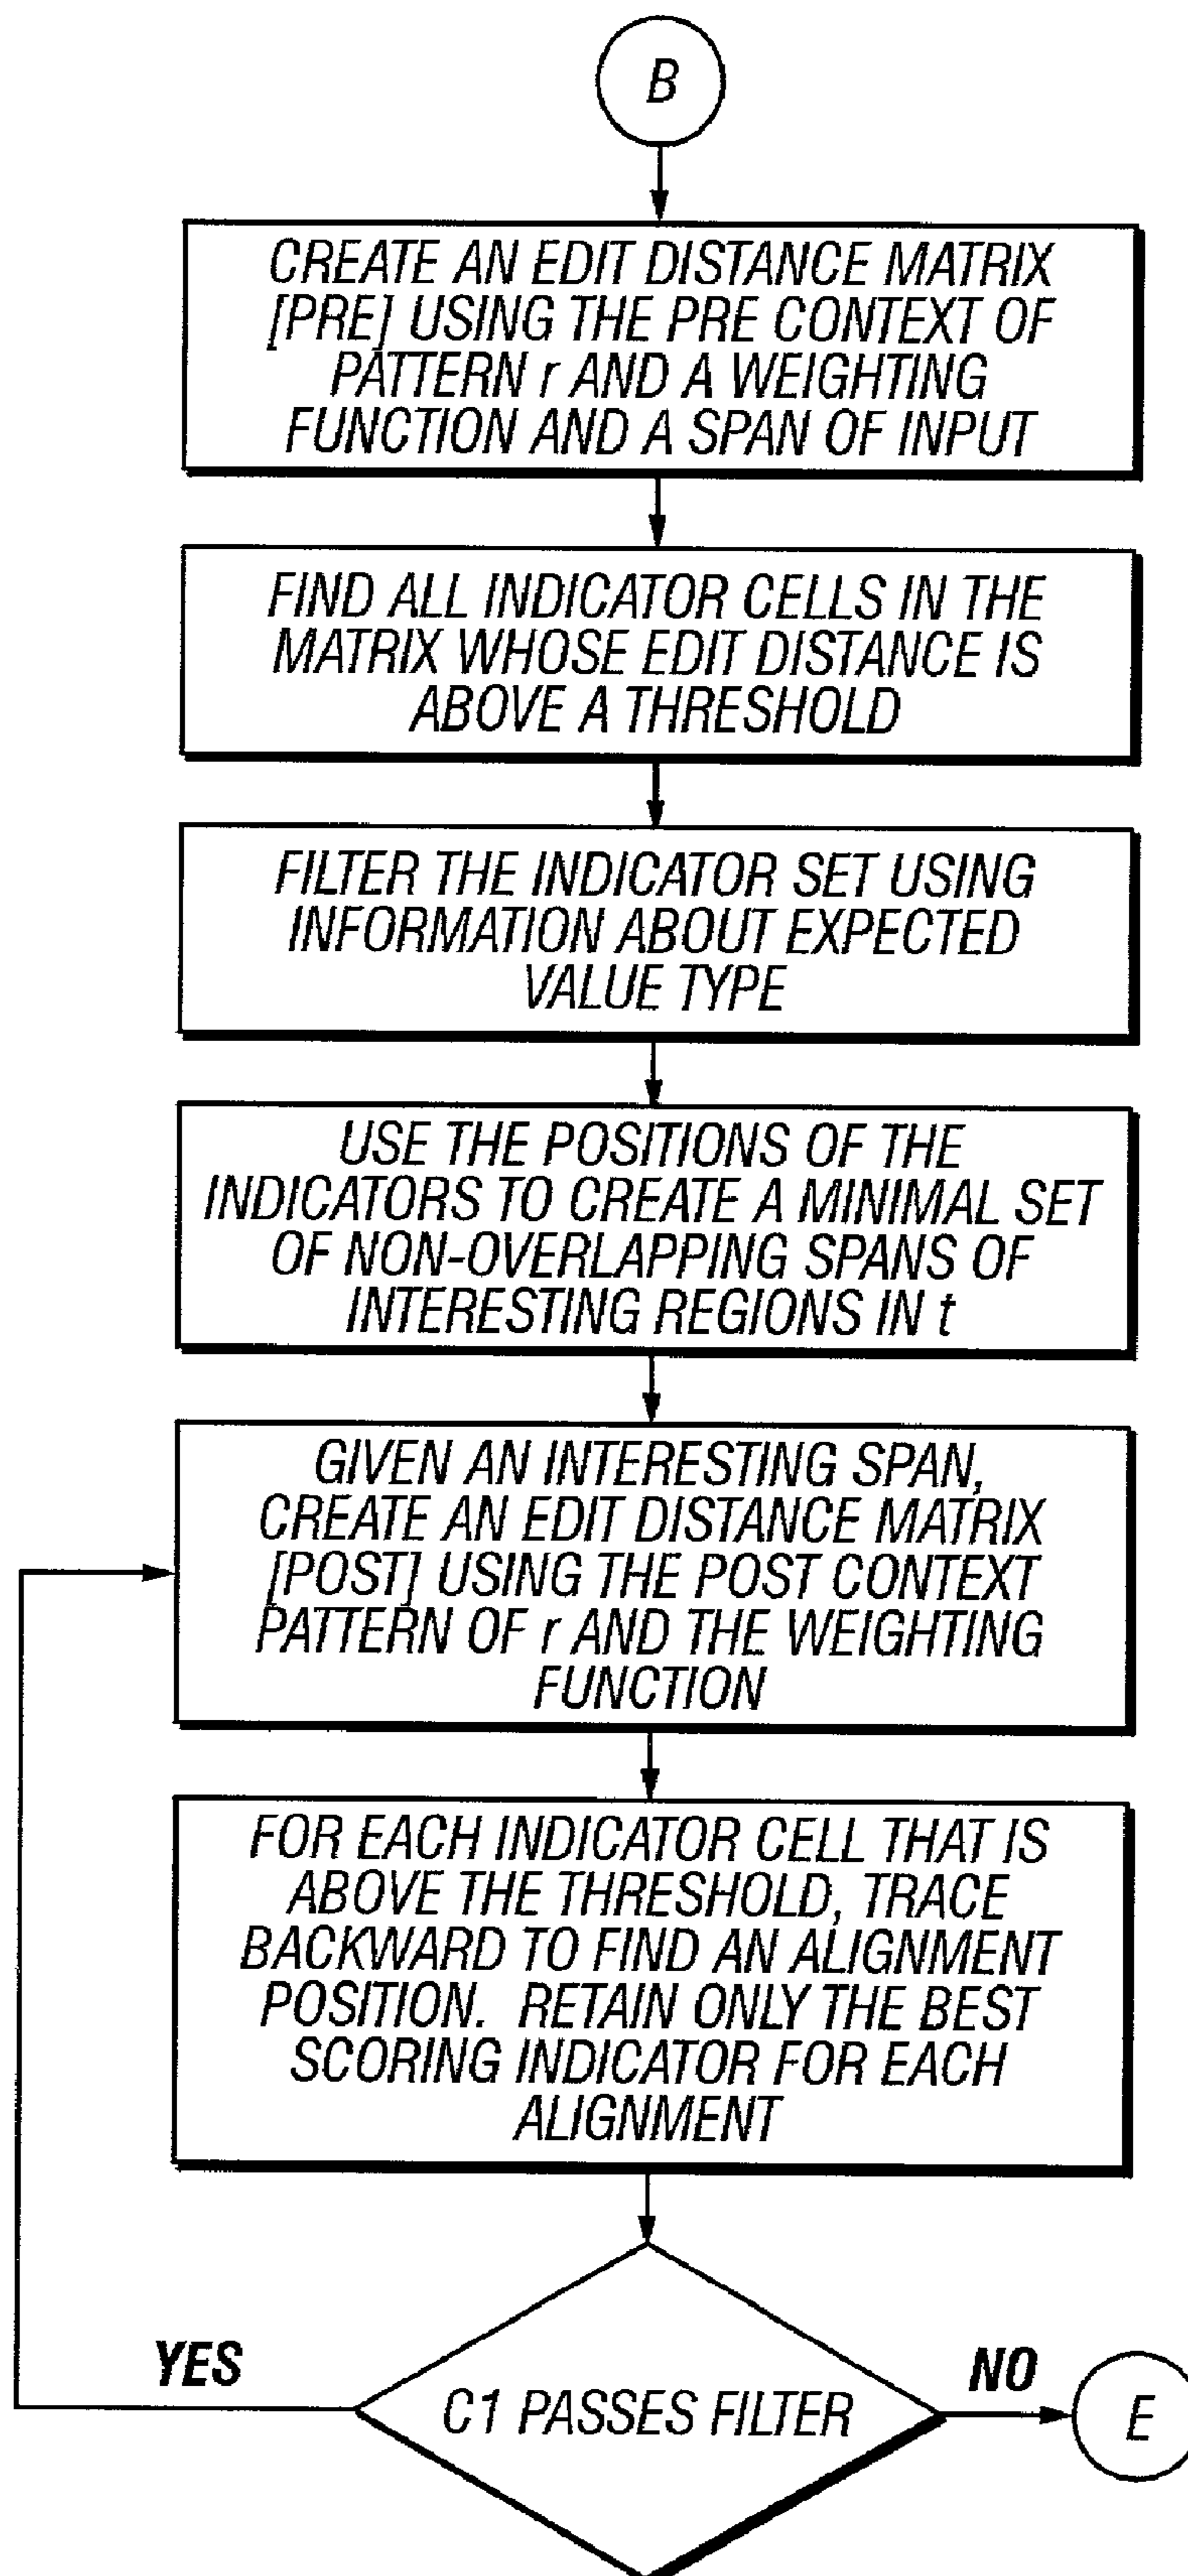 B
CREATE AN EDIT DISTANCE MATRIX
[PRE] USING THE PRE CONTEXT OF
PATTERN r AND A WEIGHTING
FUNCTION AND A SPAN OF INPUT
FIND ALL INDICATOR CELLS IN THE
MATRIX WHOSE EDIT DISTANCE IS
ABOVE A THRESHOLD
FILTER THE INDICATOR SET USING
INFORMATION ABOUT EXPECTED
VALUE TYPE
USE THE POSITIONS OF THE
INDICATORS TO CREATE A MINIMAL SET
OF NON-OVERLAPPING SPANS OF
INTERESTING REGIONS IN t
GIVEN AN INTERESTING SPAN,
CREATE AN EDIT DISTANCE MATRIX
[POST] USING THE POST CONTEXT
PATTERN OF r AND THE WEIGHTING
FUNCTION
FOR EACH INDICATOR CELL THAT IS
ABOVE THE THRESHOLD, TRACE
BACKWARD TO FIND AN ALIGNMENT
POSITION. RETAIN ONLY THE BEST
SCORING INDICATOR FOR EACH
ALIGNMENT
YES
C1 PASSES FILTER
NO
E